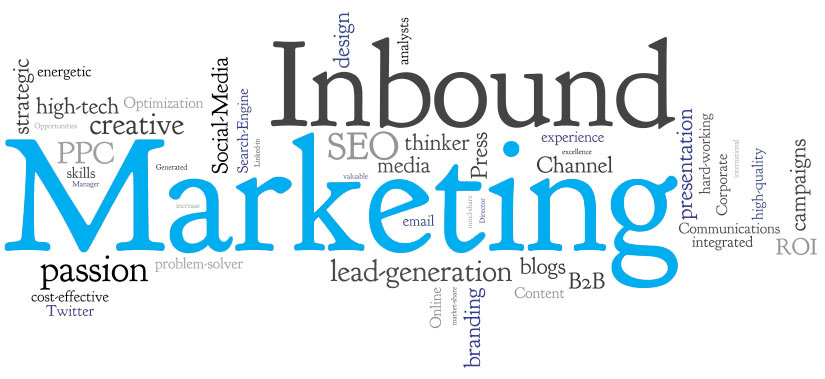 design
analysts
Inbound
strategic
energetic
Social-Media
high-tech
Optimization
Search-Engine
Opportunities
creative
Linked-in
SEO
thinker
Press
experience
excellence
presentation
hard-working
international
campaigns
PPC
Generated
media
Channel
Corporate
high-quality
skills
Manager
valuable
Marketing
increase
email
mind-share
Director
Communications
integrated
ROI
passion
problem-solver
lead-generation
blogs
B2B
cost-effective
Twitter
Online
market-share
branding
Content